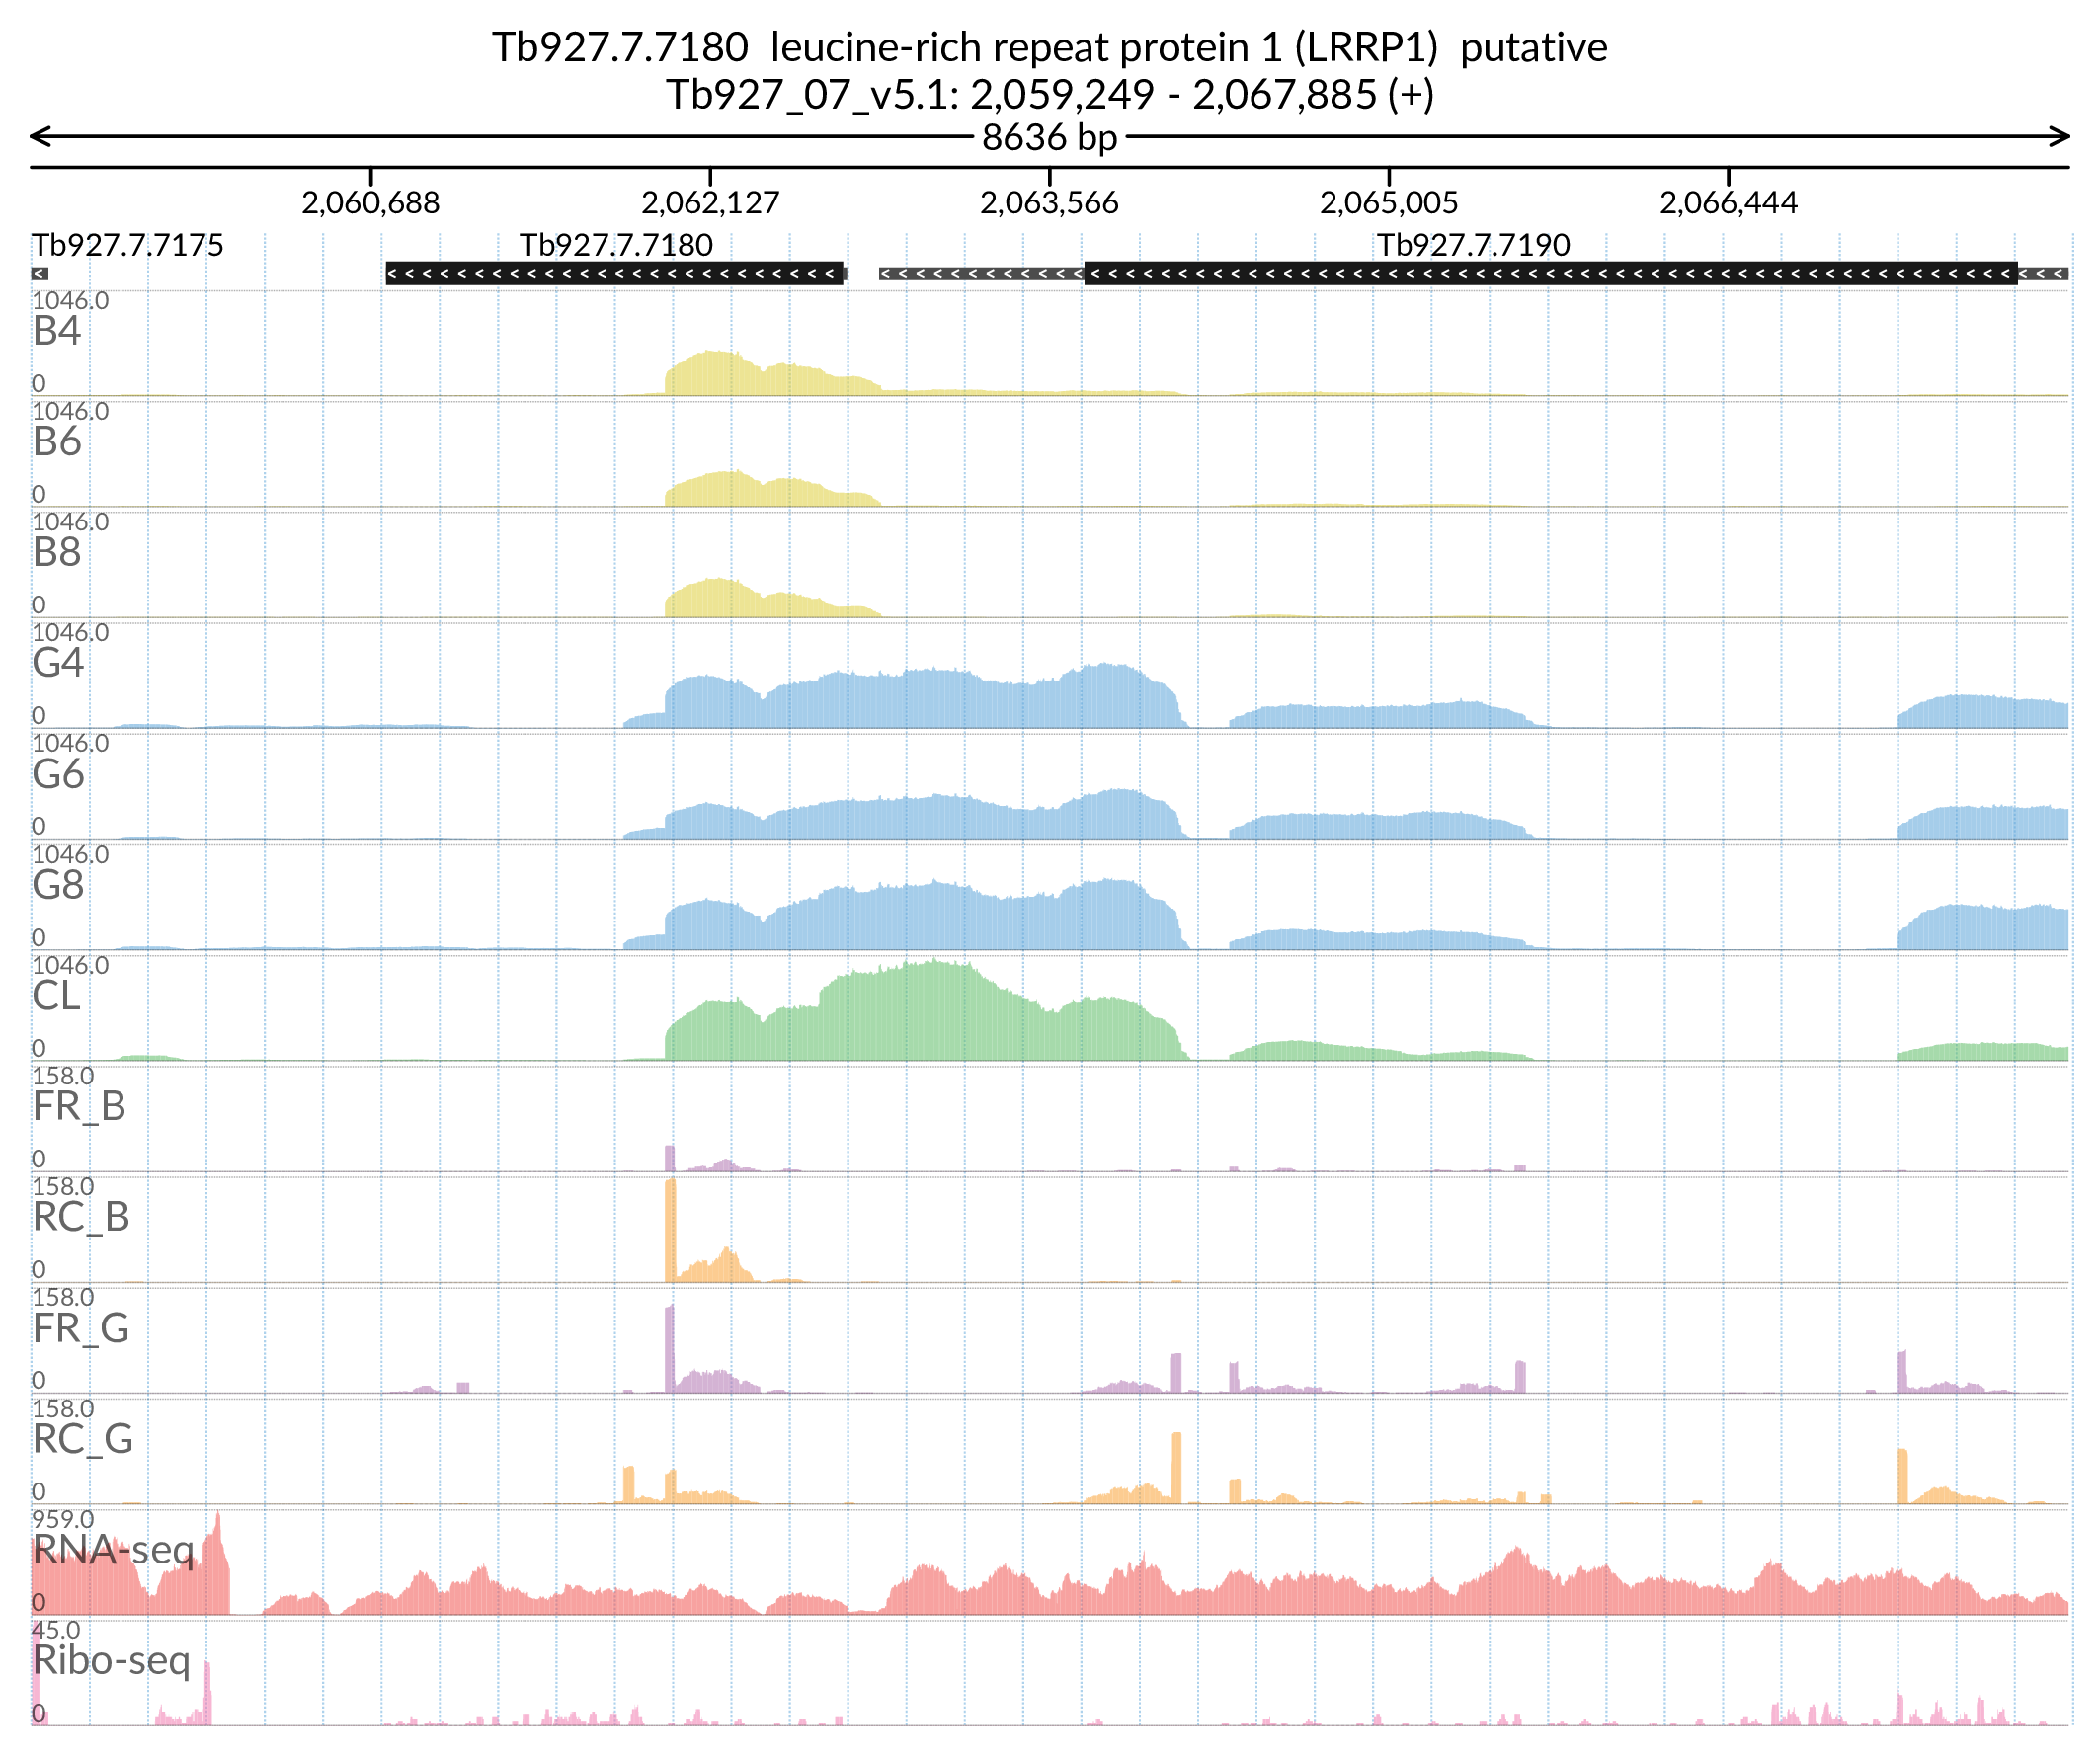 Tb927.7.7180 leucine-rich repeat protein 1 (LRRP1) putative
Tb927_07_v5.1: 2,059,249 - 2,067,885 (+)
8636 bp
2,060,688 2,062,127 2,063,566 2,065,005 2,066,444
Tb927.7.7175 Tb927.7.7180 Tb927.7.7190
1046.0
B4
0
1046.0
B6
0
1046.0
B8
0
1046.0
G4
0
1046.0
G6
0
1046.0
G8
0
1046.0
CL
0
158.0
FR_B
0
158.0
RC_B
0
158.0
FR_G
0
158.0
RC_G
0
959.0
RNA-seq
0
45.0
Ribo-seq
0